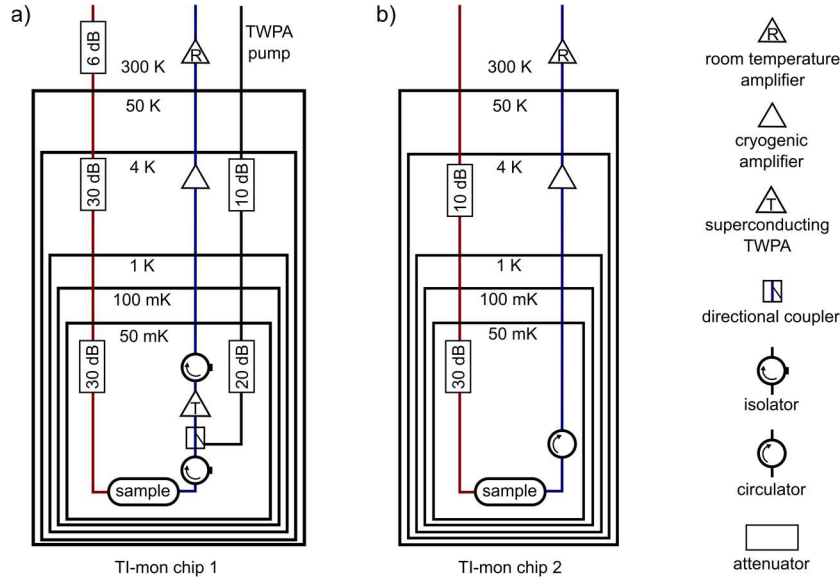 a)
6 dB
R
TWPA
pump
300 K
50 K
4 K
30 dB
10 dB
1 K
100 mK
50 mK
30 dB
20 dB
T
sample
TI-mon chip 1
b)
R
300 K
50 K
4 K
10 dB
1 K
100 mK
50 mK
30 dB
sample
TI-mon chip 2
R
room temperature
amplifier
cryogenic
amplifier
T
superconducting
TWPA
directional coupler
isolator
circulator
attenuator